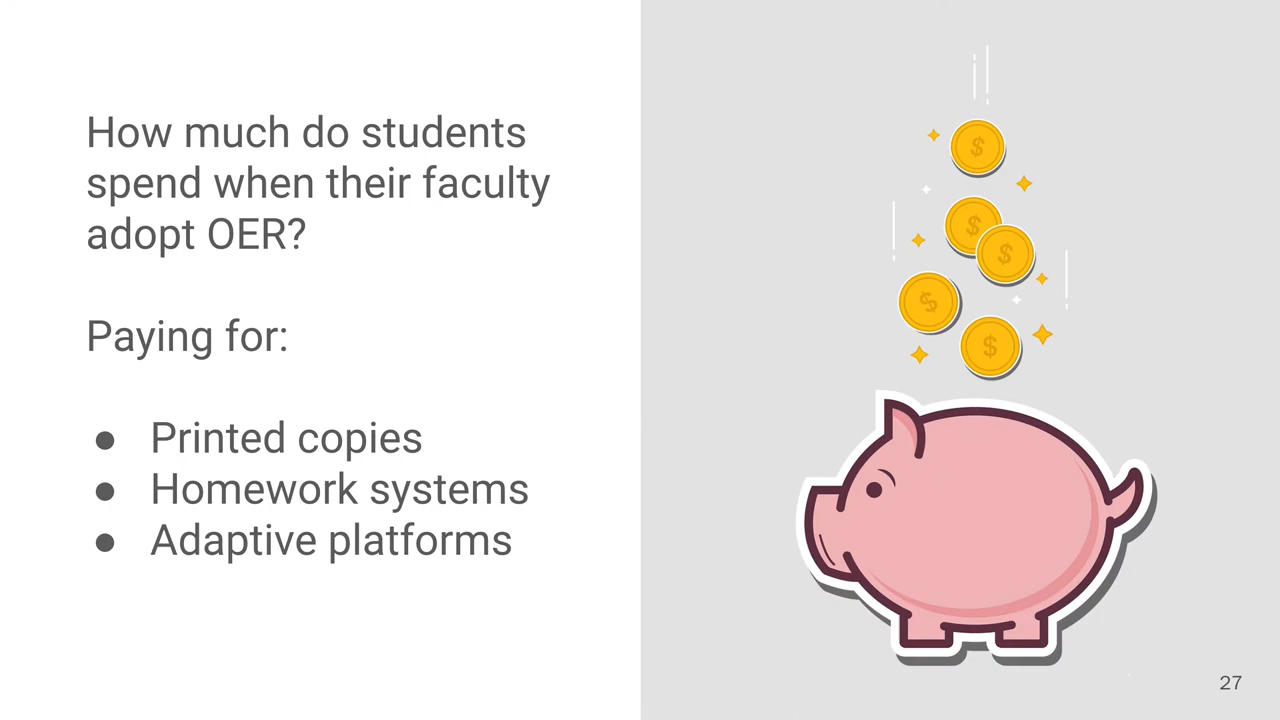 How much do students
spend when their faculty
adopt OER?
Paying for:
● Printed copies
● Homework systems
● Adaptive platforms
$
$
$
$
$
27